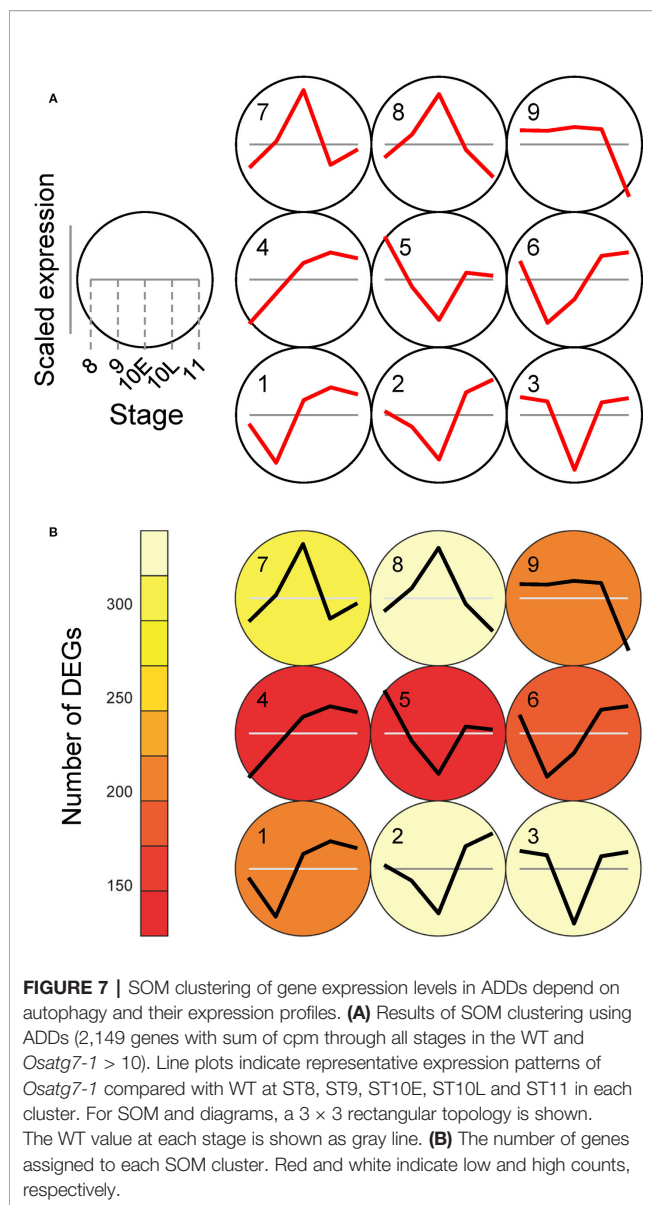 A
7
8
9
Scaled expression
4
5
6
8
9
10E
10L
11
Stage
1
2
3
B
Number of DEGs
300
250
200
150
7
8
9
4
5
6
1
2
3
FIGURE 7 | SOM clustering of gene expression levels in ADDs depend on
autophagy and their expression profiles. (A) Results of SOM clustering using
ADDs (2,149 genes with sum of cpm through all stages in the WT and
Osatg7-1 > 10). Line plots indicate representative expression patterns of
Osatg7-1 compared with WT at ST8, ST9, ST10E, ST10L and ST11 in each
cluster. For SOM and diagrams, a 3 × 3 rectangular topology is shown.
The WT value at each stage is shown as gray line. (B) The number of genes
assigned to each SOM cluster. Red and white indicate low and high counts,
respectively.